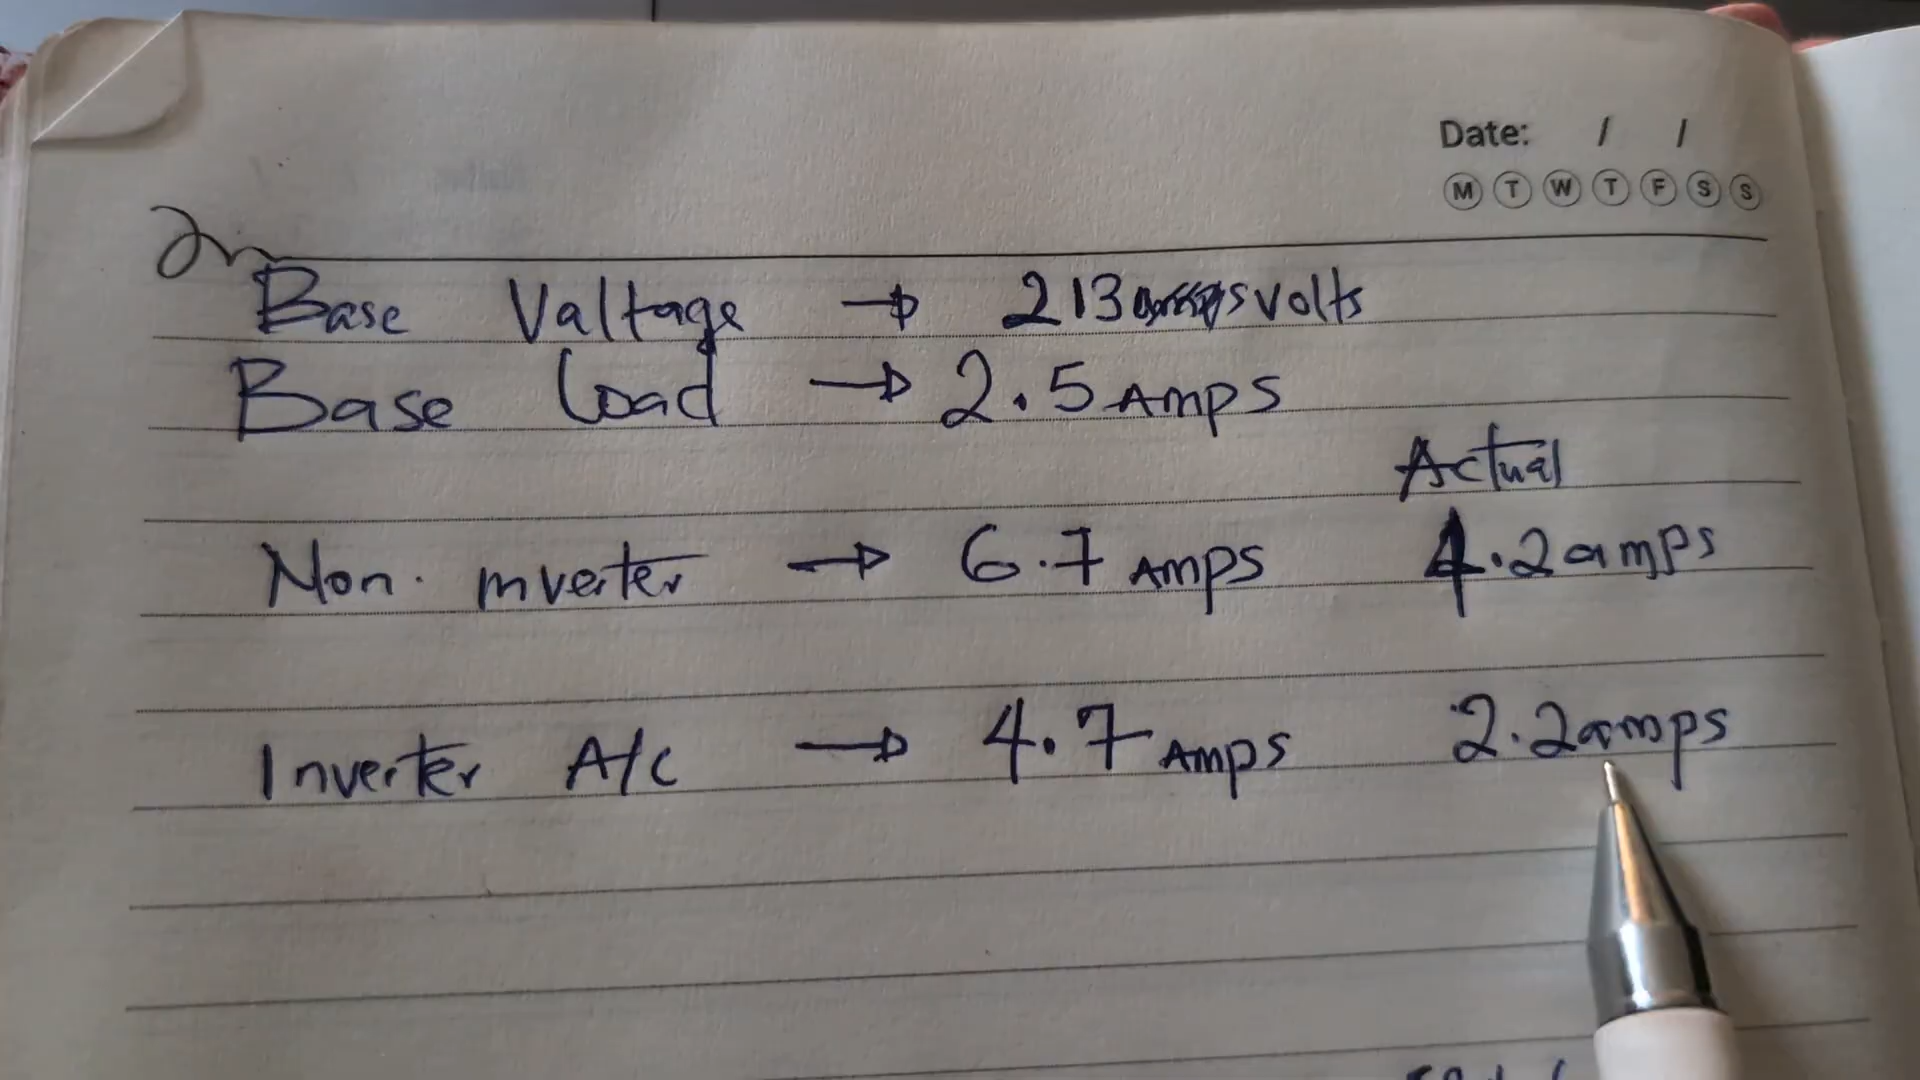 Date: / /
M T W T F S S
Base Valtage → 213 volts
Base load → 2.5 Amps
Actual
Non. inverter → 6.7 Amps 4.2 amps
Inverter A/c → 4.7 Amps 2.2 amps